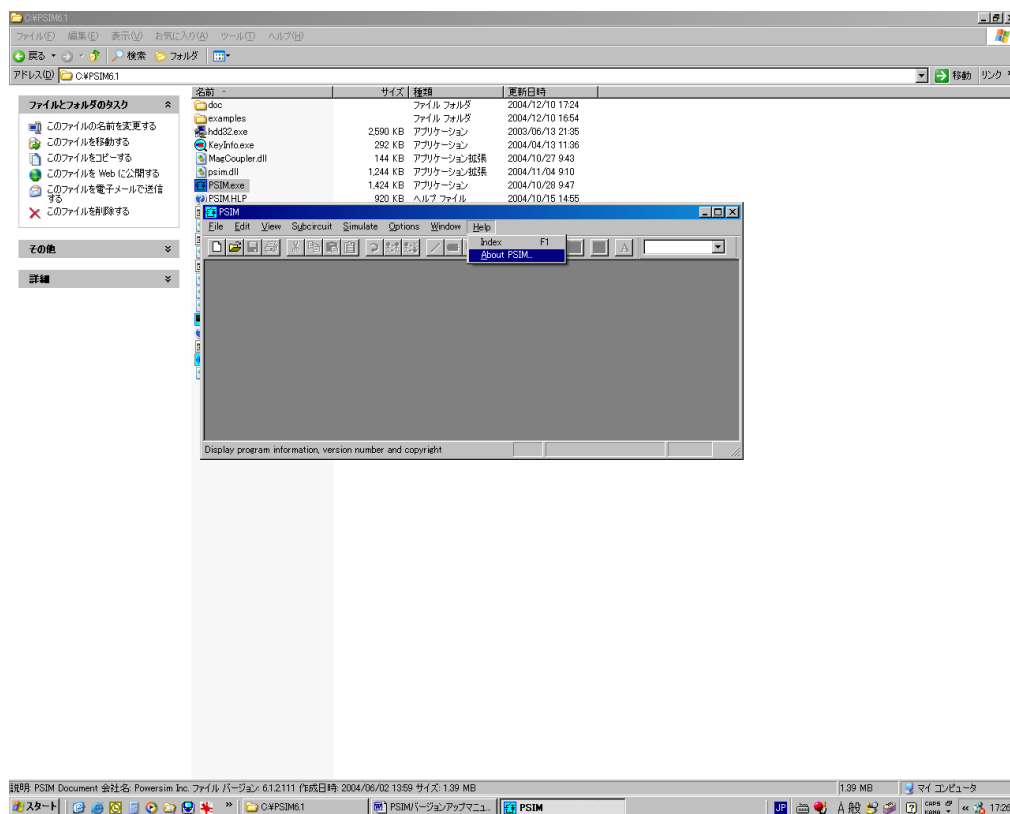 C:¥PSIM6.1
ファイル(F) 編集(E) 表示(V) お気に入り(A) ツール(T) ヘルプ(H)
戻る 検索 フォルダ
アドレス(D) C:¥PSIM6.1 移動 リンク
ファイルとフォルダのタスク
このファイルの名前を変更する
このファイルを移動する
このファイルをコピーする
このファイルを Web に公開する
このファイルを電子メールで送信する
このファイルを削除する
その他
詳細
名前 サイズ 種類 更新日時
doc ファイル フォルダ 2004/12/10 17:24
examples ファイル フォルダ 2004/12/10 16:54
hdd32.exe 2,590 KB アプリケーション 2003/06/13 21:35
KeyInfo.exe 292 KB アプリケーション 2004/04/13 11:36
MagCoupler.dll 144 KB アプリケーション拡張 2004/10/27 9:43
psim.dll 1,244 KB アプリケーション拡張 2004/11/04 9:10
PSIM.exe 1,424 KB アプリケーション 2004/10/28 9:47
PSIM.HLP 920 KB ヘルプ ファイル 2004/10/15 14:55
PSIM
File Edit View Subcircuit Simulate Options Window Help
Index F1
About PSIM...
A
Display program information, version number and copyright
説明: PSIM Document 会社名: Powersim Inc. ファイル バージョン: 6.1.2.111 作成日時: 2004/06/02 13:59 サイズ: 1.39 MB 1.39 MB マイ コンピュータ
スタート » C:¥PSIM6.1 PSIMバージョンアップマニュ... PSIM JP A 般 CAPS KANA « 17:26